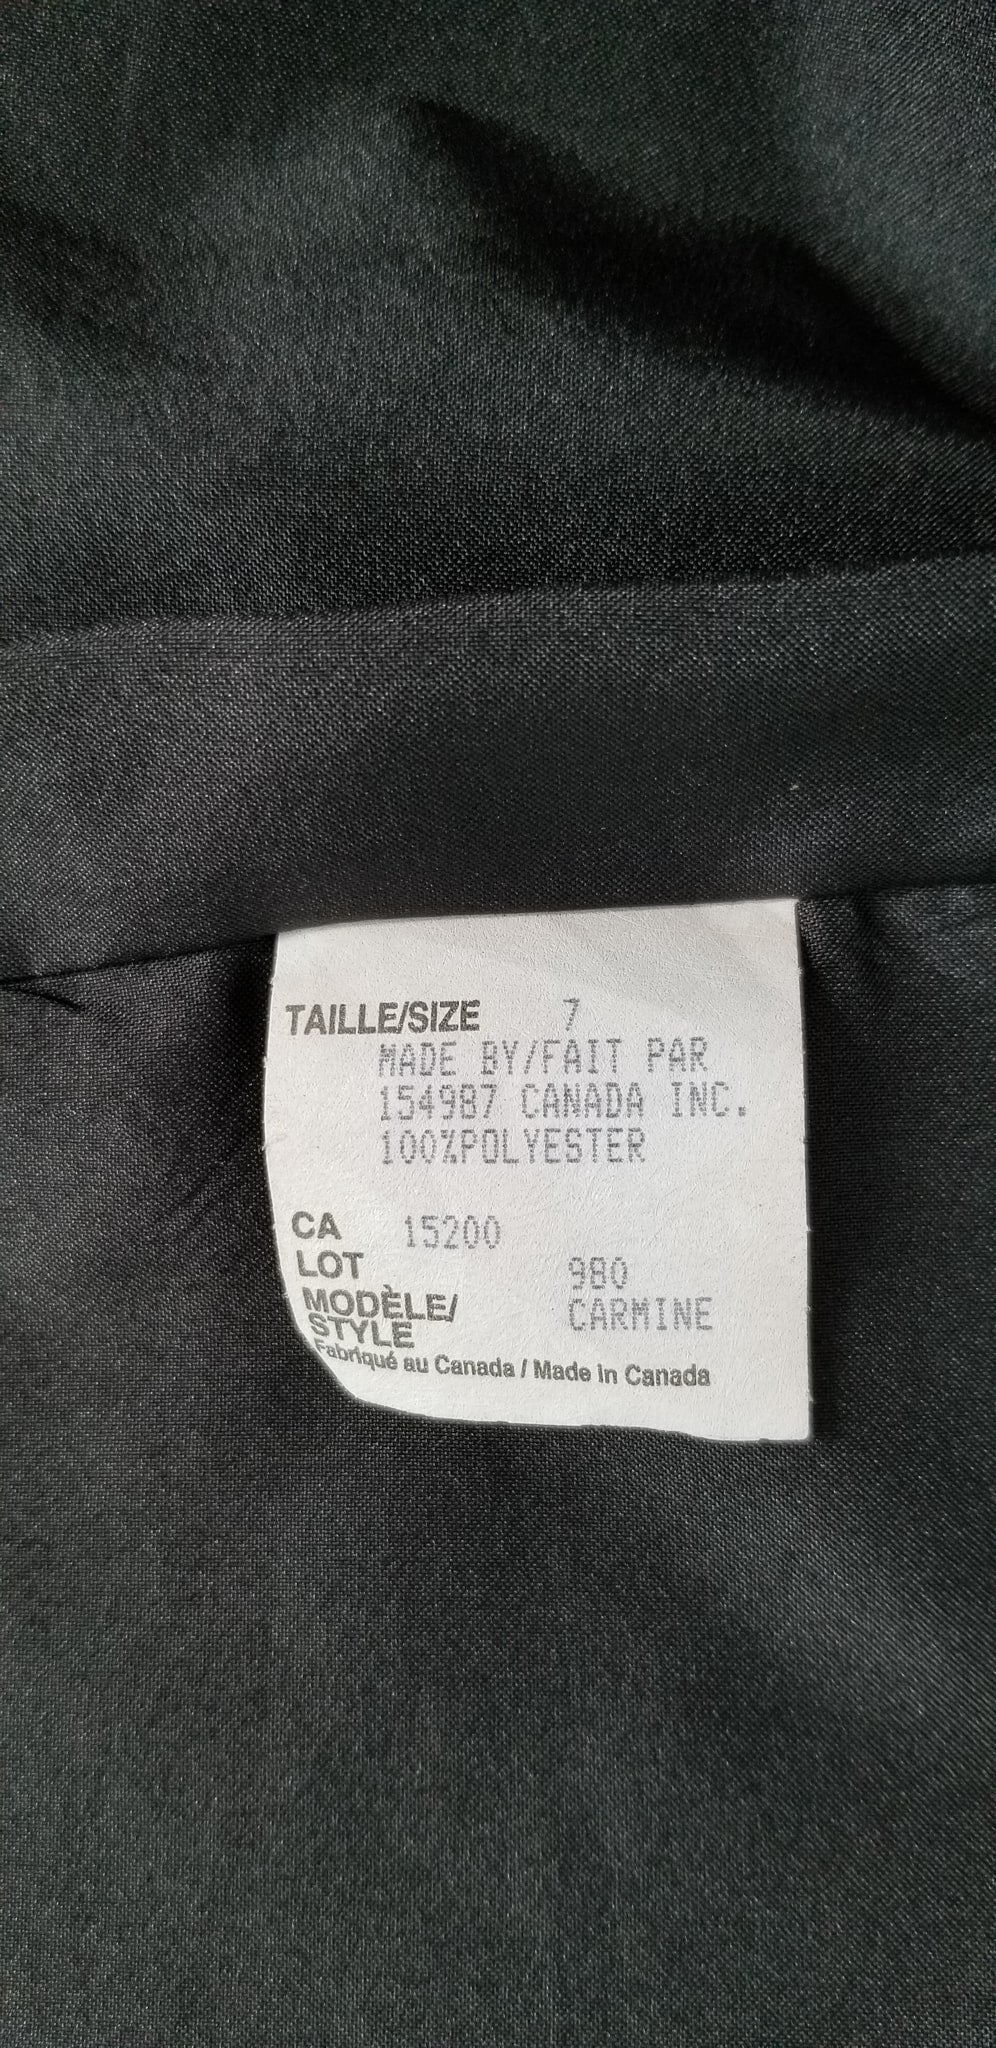 TAILLE/SIZE 7
MADE BY/FAIT PAR
154987 CANADA INC.
100%POLYESTER
CA 15200
LOT 980
MODÈLE/ CARMINE
STYLE
Fabriqué au Canada / Made in Canada